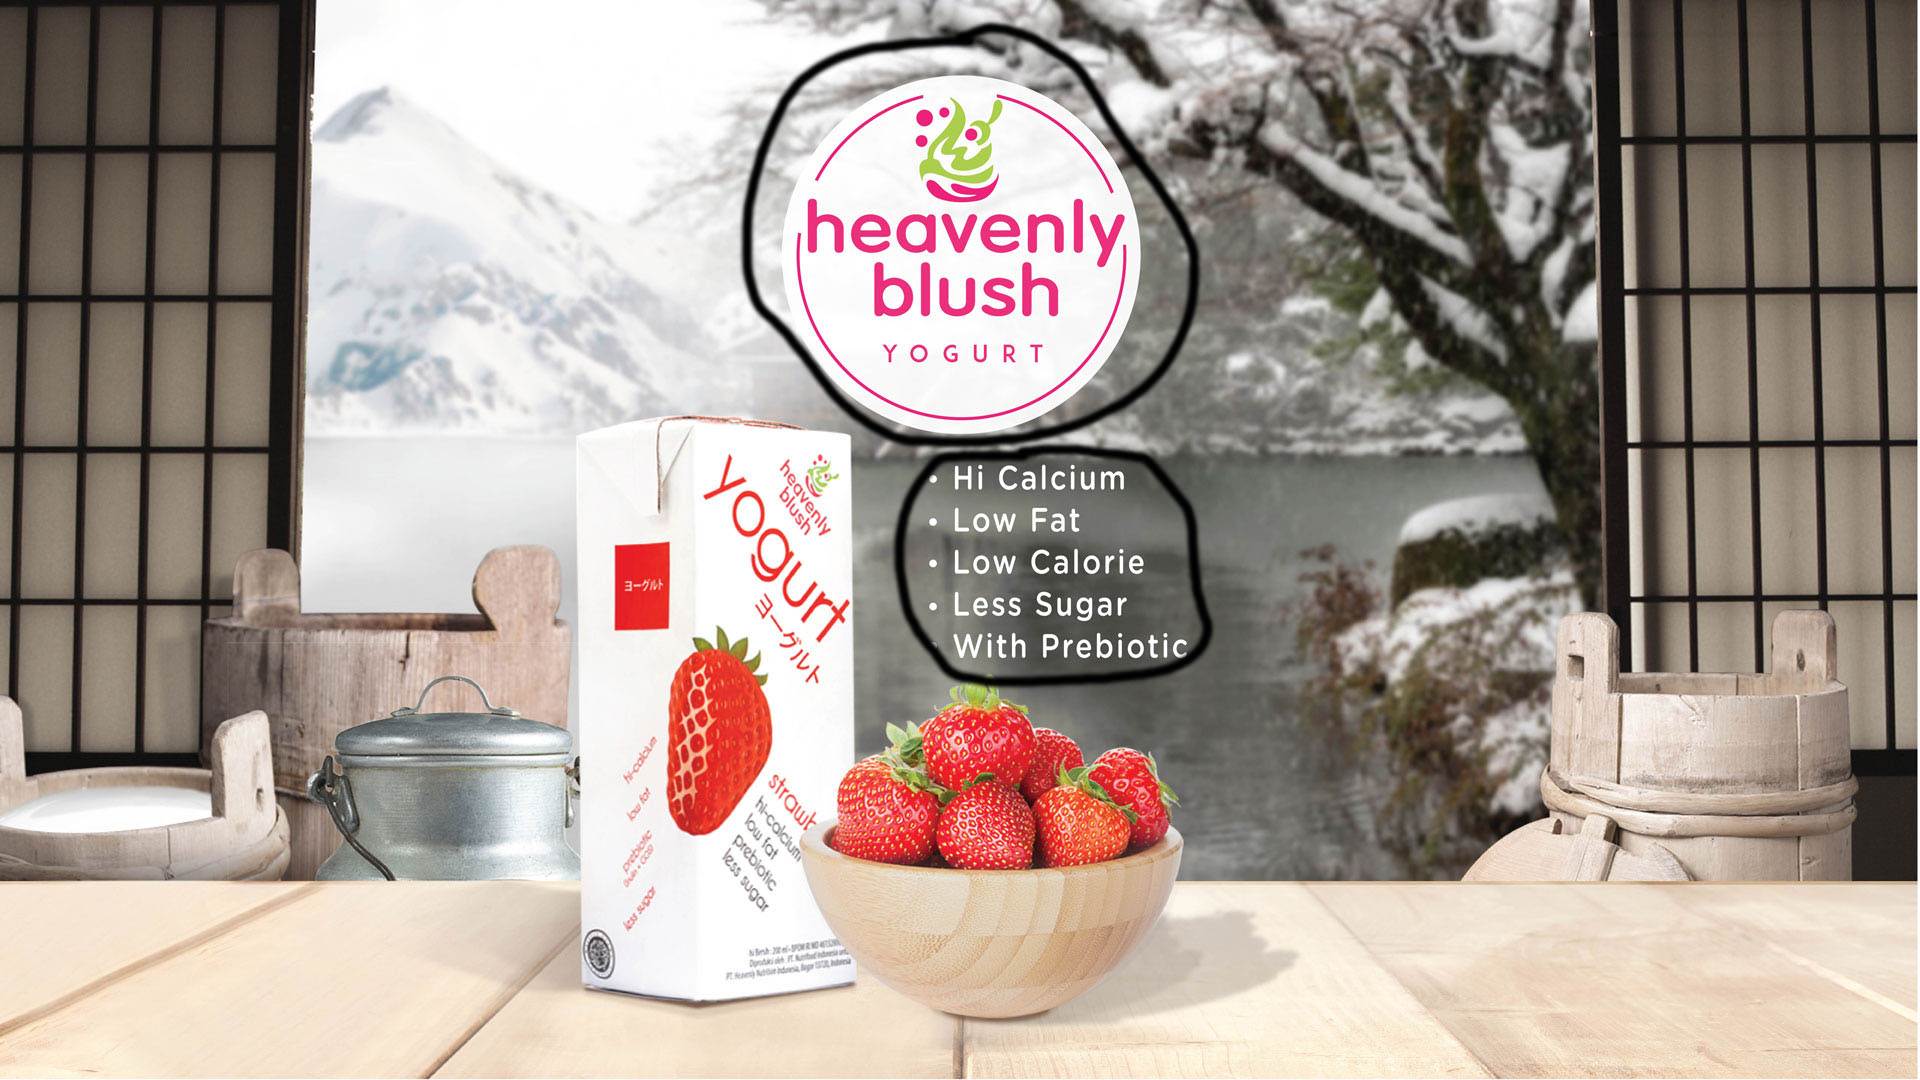 heavenly
blush
YOGURT
• Hi Calcium
• Low Fat
• Low Calorie
• Less Sugar
With Prebiotic
heavenly
blush
yogurt
ヨーグルト
ヨーグルト
hi-calcium
low fat
prebiotic
less sugar
hi-calcium
low fat
prebiotic
less sugar